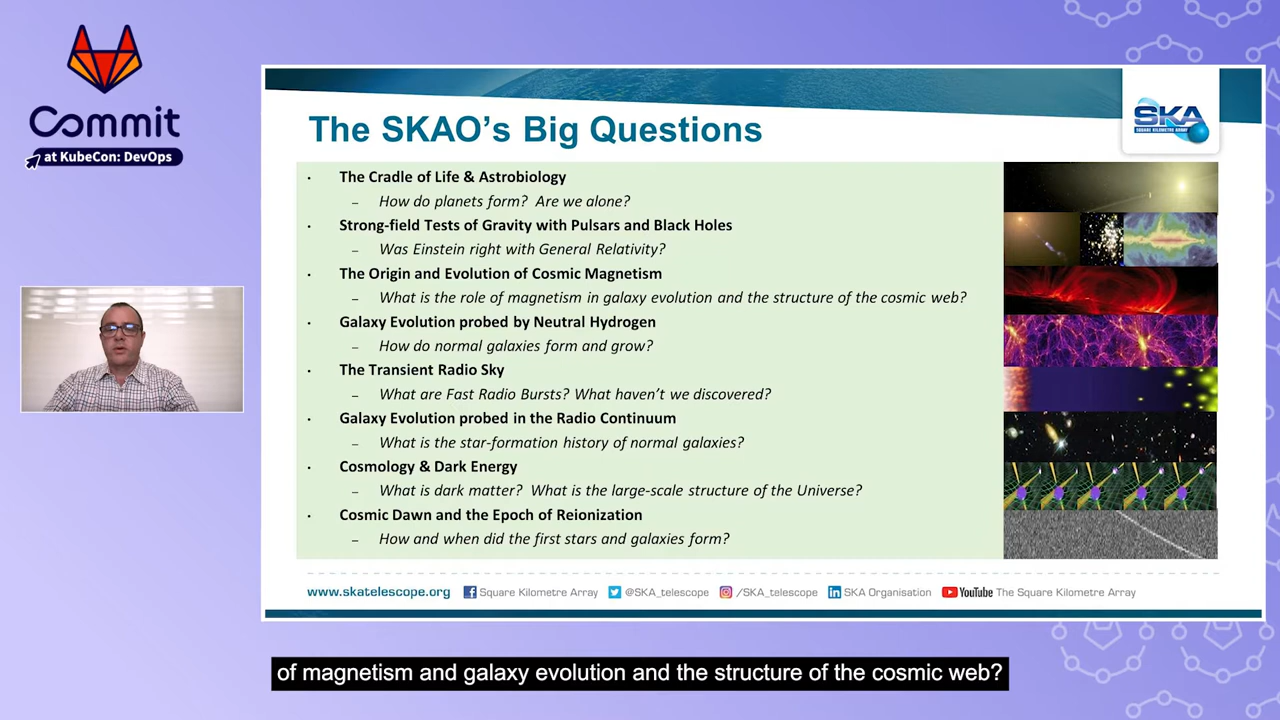 Commit
at KubeCon: DevOps
The SKAO's Big Questions
SKA
SQUARE KILOMETRE ARRAY
• The Cradle of Life & Astrobiology
– How do planets form? Are we alone?
• Strong-field Tests of Gravity with Pulsars and Black Holes
– Was Einstein right with General Relativity?
• The Origin and Evolution of Cosmic Magnetism
– What is the role of magnetism in galaxy evolution and the structure of the cosmic web?
• Galaxy Evolution probed by Neutral Hydrogen
– How do normal galaxies form and grow?
• The Transient Radio Sky
– What are Fast Radio Bursts? What haven't we discovered?
• Galaxy Evolution probed in the Radio Continuum
– What is the star-formation history of normal galaxies?
• Cosmology & Dark Energy
– What is dark matter? What is the large-scale structure of the Universe?
• Cosmic Dawn and the Epoch of Reionization
– How and when did the first stars and galaxies form?
www.skatelescope.org Square Kilometre Array @SKA_telescope /SKA_telescope SKA Organisation YouTube The Square Kilometre Array
of magnetism and galaxy evolution and the structure of the cosmic web?